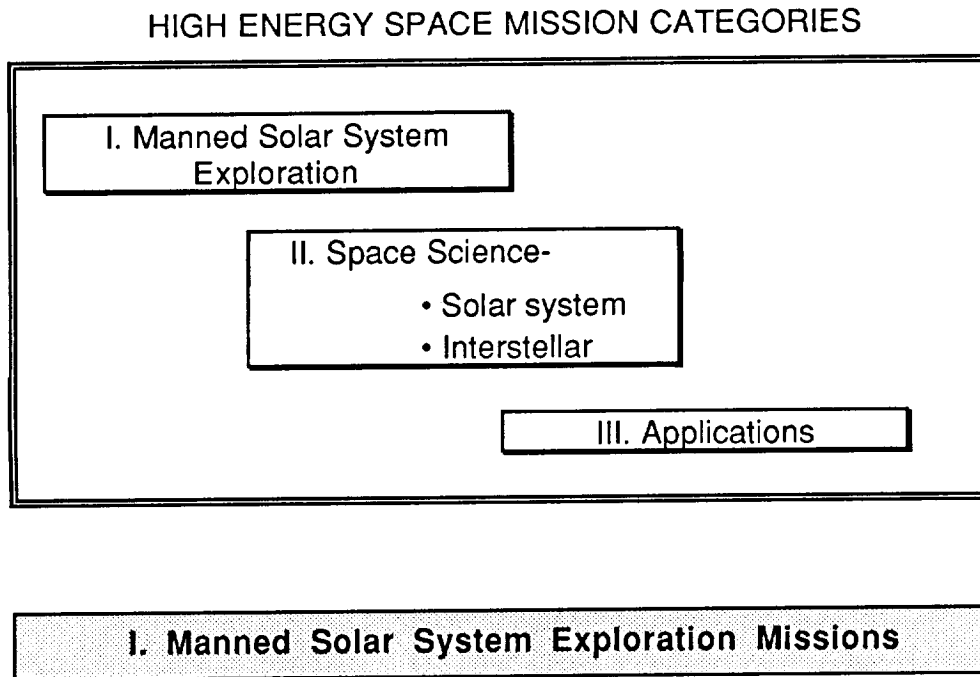 HIGH ENERGY SPACE MISSION CATEGORIES
I. Manned Solar System
Exploration
II. Space Science-
• Solar system
• Interstellar
III. Applications
I. Manned Solar System Exploration Missions